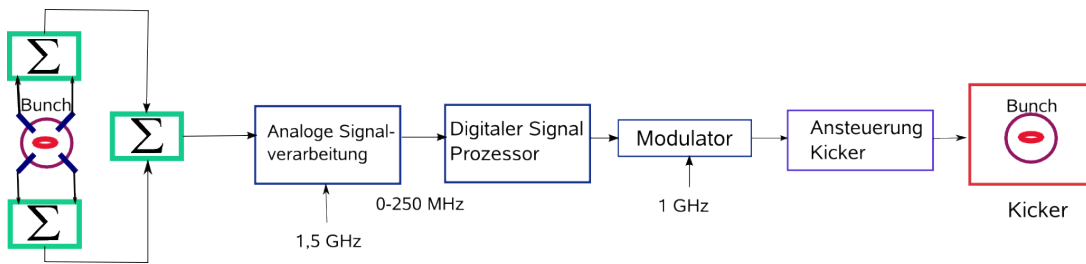 Σ
Bunch
Σ
Σ
Analoge Signal-
verarbeitung
1,5 GHz
0-250 MHz
Digitaler Signal
Prozessor
Modulator
1 GHz
Ansteuerung
Kicker
Bunch
Kicker